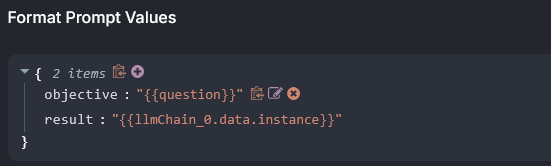 Format Prompt Values
{ 2 items
objective : "{{question}}"
result : "{{llmChain_0.data.instance}}"
}